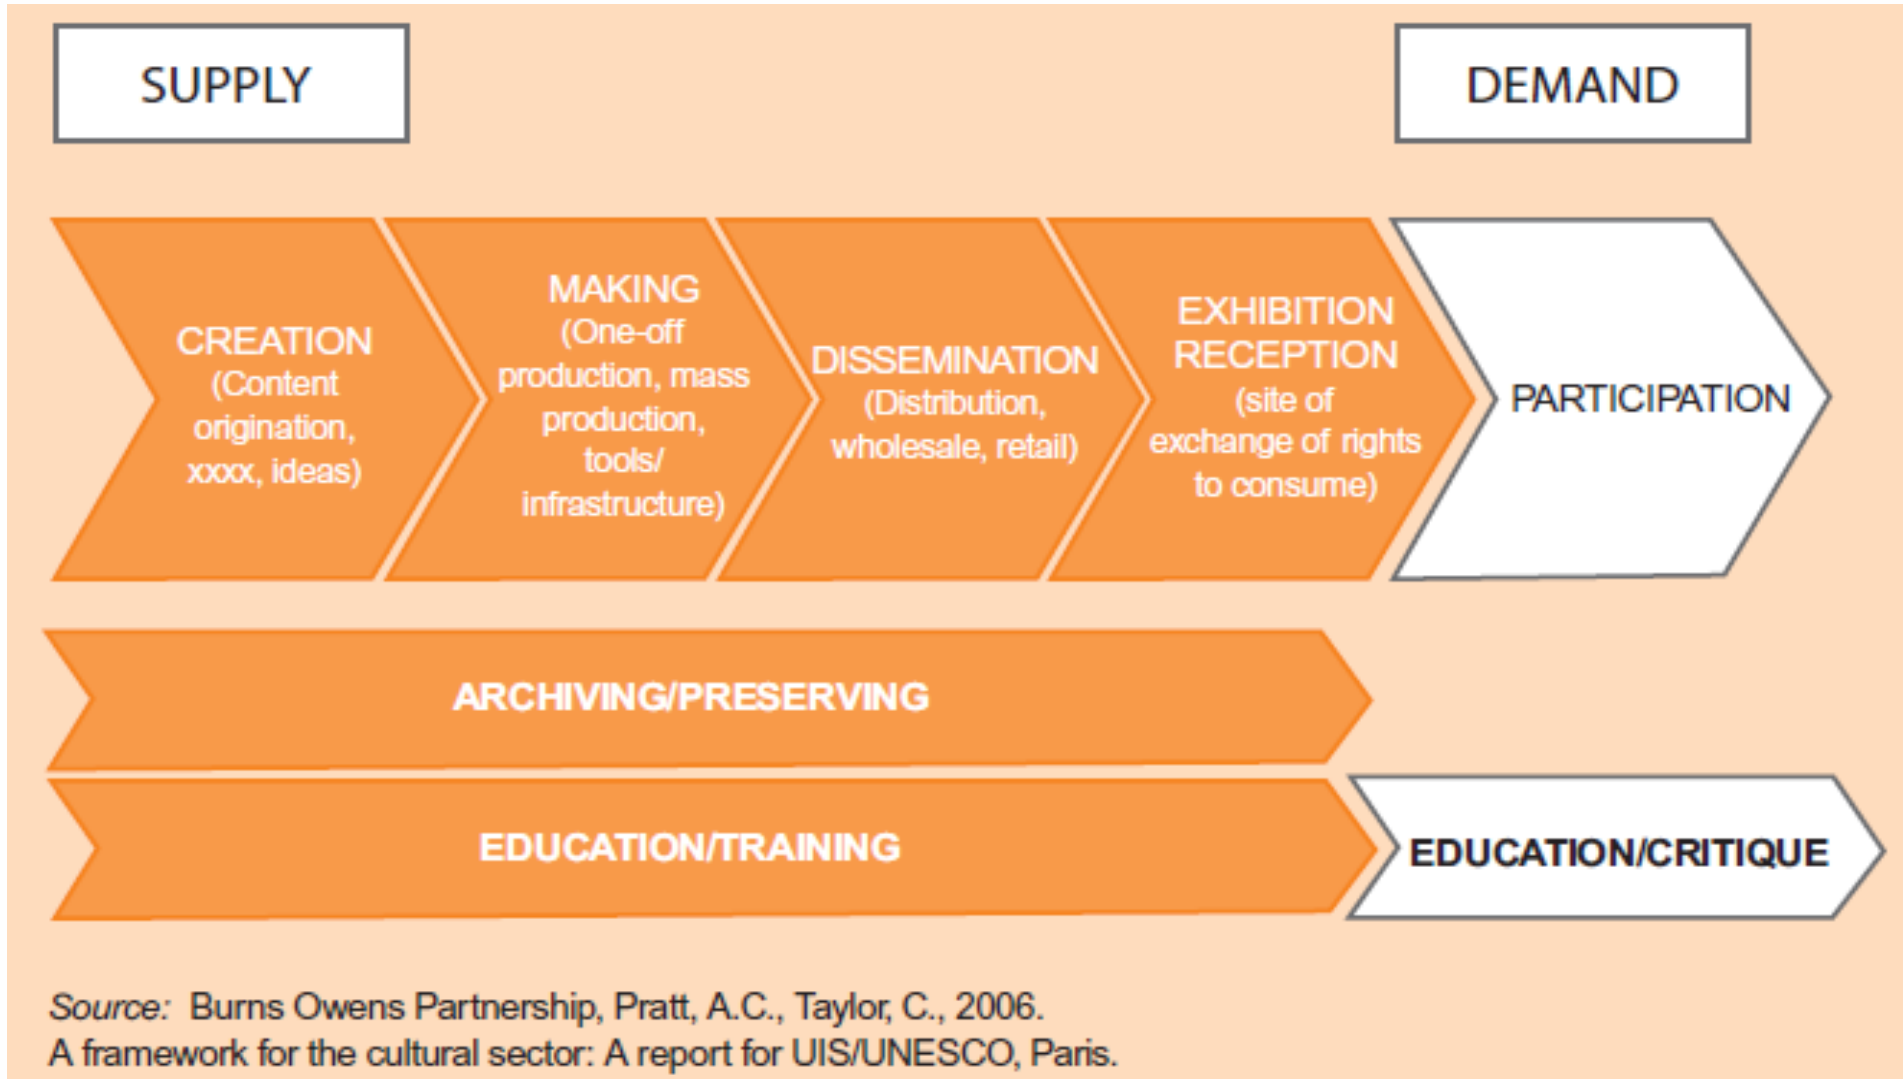 SUPPLY
DEMAND
CREATION
(Content
origination,
xxxx, ideas)
MAKING
(One-off
production, mass
production,
tools/
infrastructure)
DISSEMINATION
(Distribution,
wholesale, retail)
EXHIBITION
RECEPTION
(site of
exchange of rights
to consume)
PARTICIPATION
ARCHIVING/PRESERVING
EDUCATION/TRAINING
EDUCATION/CRITIQUE
Source: Burns Owens Partnership, Pratt, A.C., Taylor, C., 2006.
A framework for the cultural sector: A report for UIS/UNESCO, Paris.